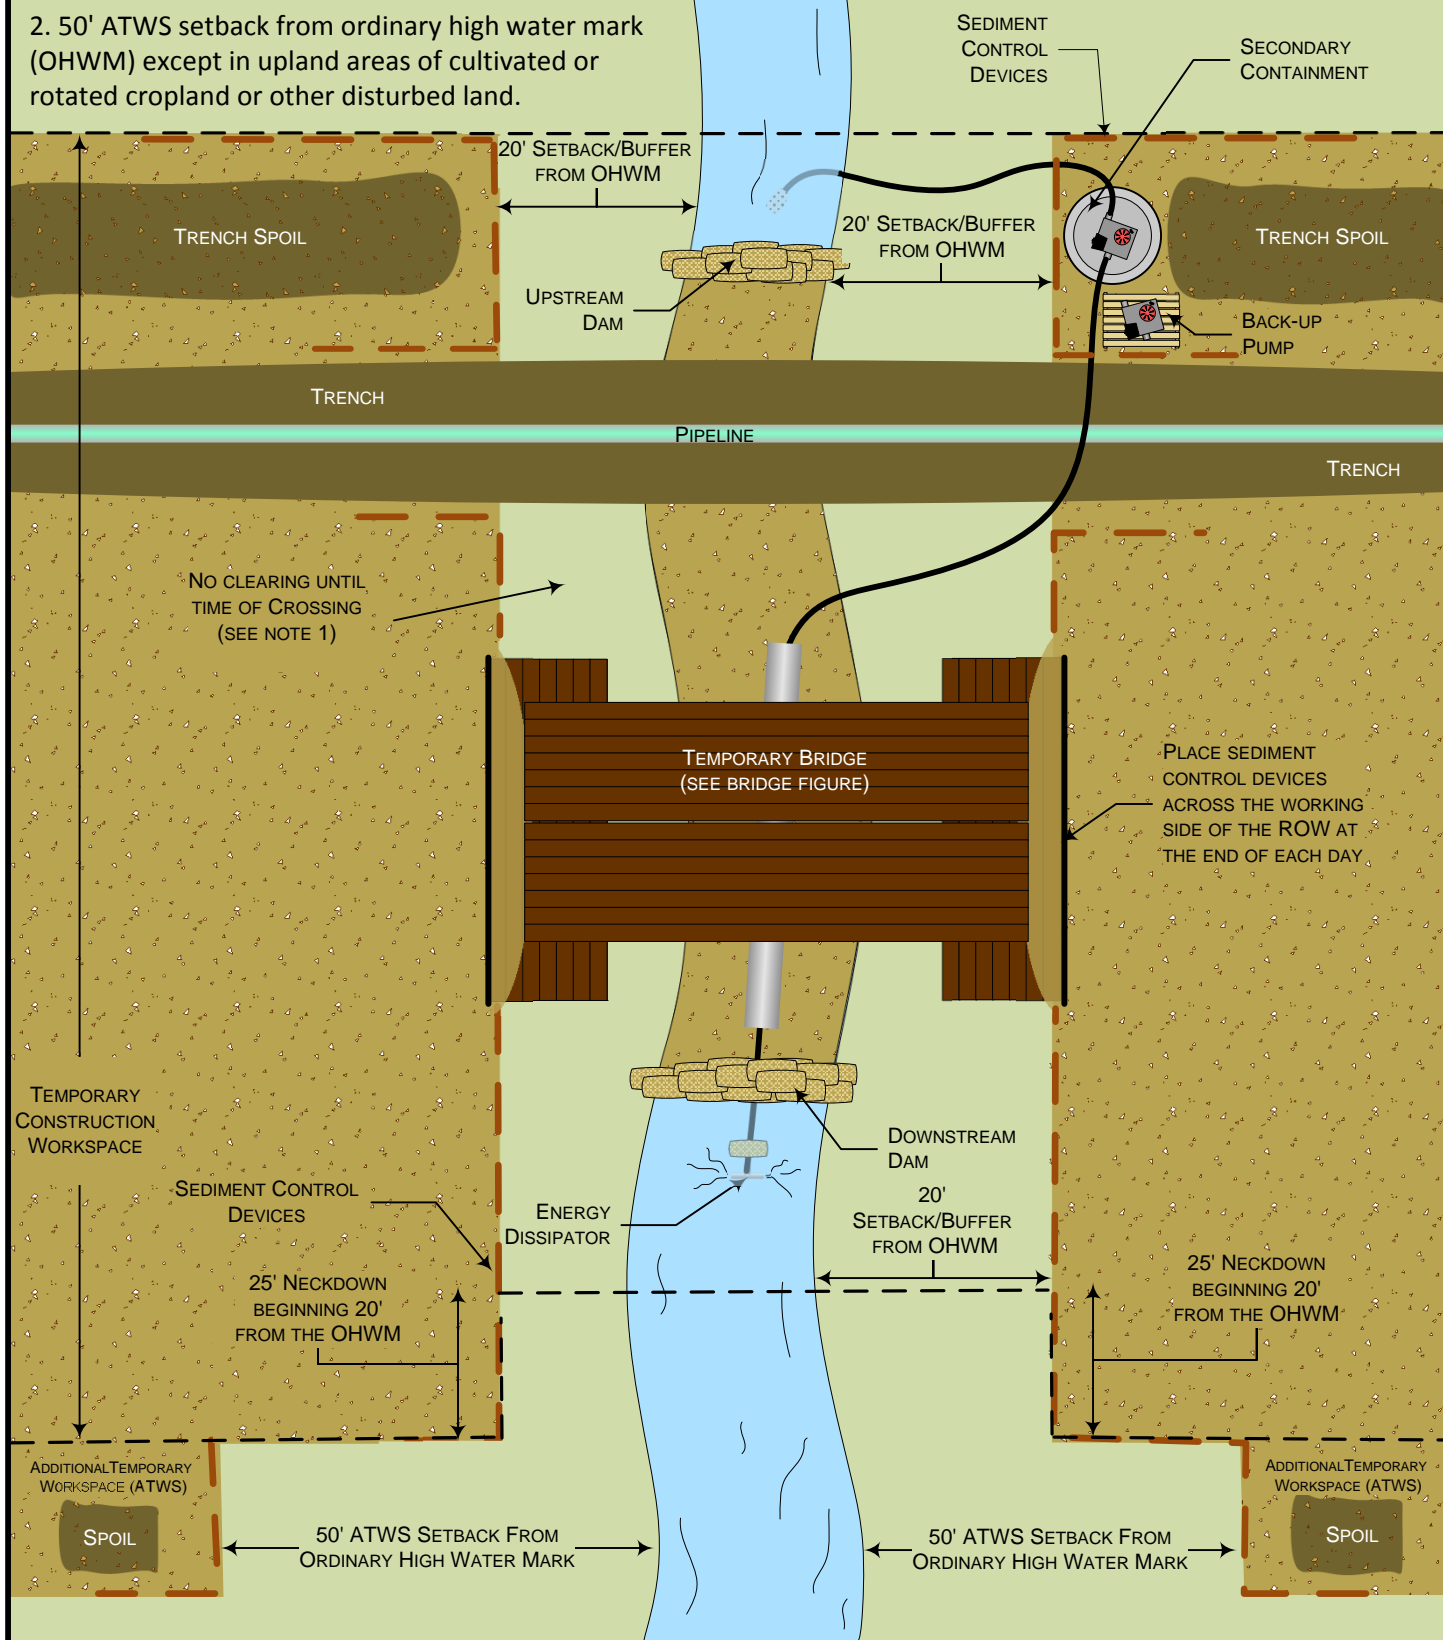 2. 50' ATWS setback from ordinary high water mark
(OHWM) except in upland areas of cultivated or
rotated cropland or other disturbed land.
SEDIMENT
CONTROL
DEVICES
SECONDARY
CONTAINMENT
20' SETBACK/BUFFER
FROM OHWM
20' SETBACK/BUFFER
FROM OHWM
TRENCH SPOIL
TRENCH SPOIL
UPSTREAM
DAM
BACK-UP
PUMP
TRENCH
PIPELINE
TRENCH
NO CLEARING UNTIL
TIME OF CROSSING
(SEE NOTE 1)
TEMPORARY BRIDGE
(SEE BRIDGE FIGURE)
PLACE SEDIMENT
CONTROL DEVICES
ACROSS THE WORKING
SIDE OF THE ROW AT
THE END OF EACH DAY
TEMPORARY
CONSTRUCTION
WORKSPACE
DOWNSTREAM
DAM
SEDIMENT CONTROL
DEVICES
ENERGY
DISSIPATOR
20'
SETBACK/BUFFER
FROM OHWM
25' NECKDOWN
BEGINNING 20'
FROM THE OHWM
25' NECKDOWN
BEGINNING 20'
FROM THE OHWM
ADDITIONAL TEMPORARY
WORKSPACE (ATWS)
SPOIL
50' ATWS SETBACK FROM
ORDINARY HIGH WATER MARK
50' ATWS SETBACK FROM
ORDINARY HIGH WATER MARK
ADDITIONAL TEMPORARY
WORKSPACE (ATWS)
SPOIL